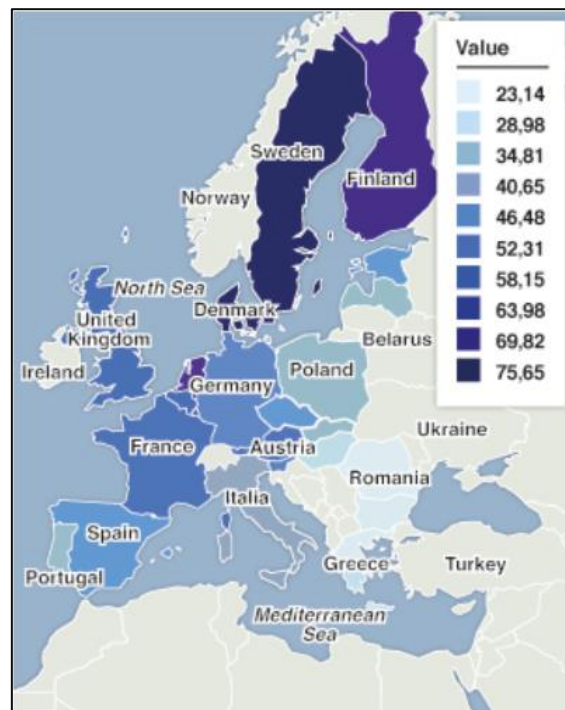 Value
23,14
28,98
34,81
40,65
46,48
52,31
58,15
63,98
69,82
75,65
Sweden
Finland
Norway
North Sea
Denmark
United
Kingdom
Belarus
Ireland
Germany
Poland
Ukraine
France
Austria
Romania
Italia
Spain
Portugal
Greece
Turkey
Mediterranean
Sea